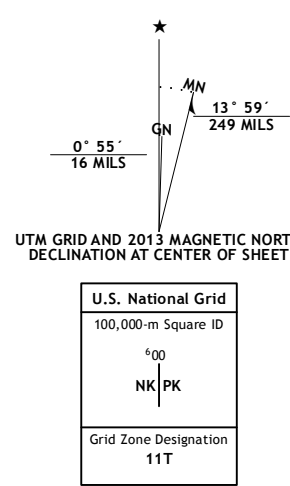 ★
MN
GN
13° 59´
249 MILS
0° 55´
16 MILS
UTM GRID AND 2013 MAGNETIC NORT
DECLINATION AT CENTER OF SHEET
U.S. National Grid
100,000-m Square ID
⁶00
NK PK
Grid Zone Designation
11T